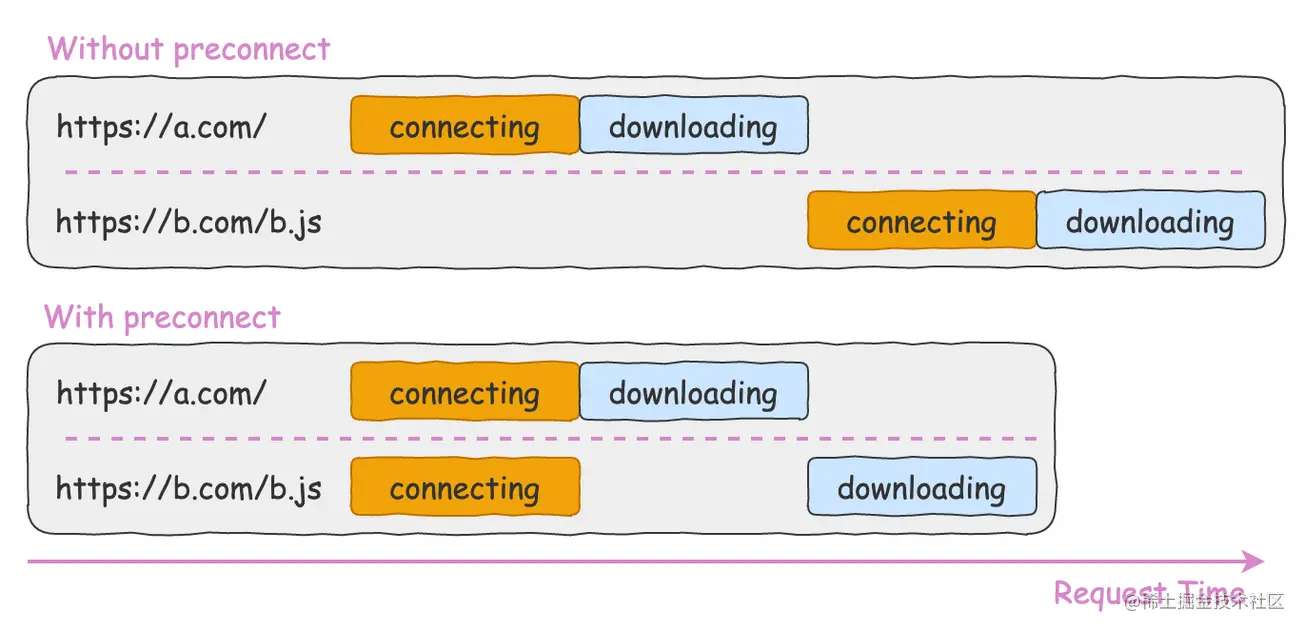 Without preconnect
https://a.com/ connecting downloading
https://b.com/b.js connecting downloading
With preconnect
https://a.com/ connecting downloading
https://b.com/b.js connecting downloading
Request Time
@稀土掘金技术社区